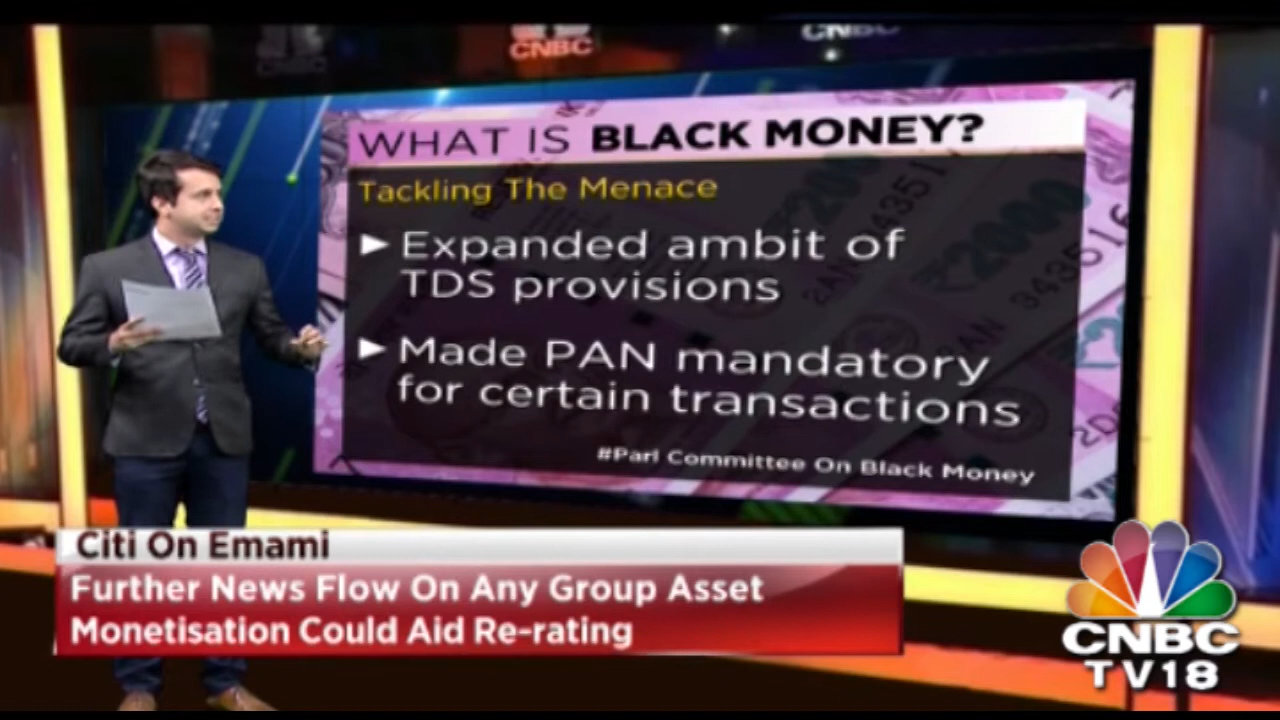 CNBC
CNBC
WHAT IS BLACK MONEY?
Tackling The Menace
Expanded ambit of
TDS provisions
Made PAN mandatory
for certain transactions
#Parl Committee On Black Money
Citi On Emami
Further News Flow On Any Group Asset
Monetisation Could Aid Re-rating
CNBC
TV18